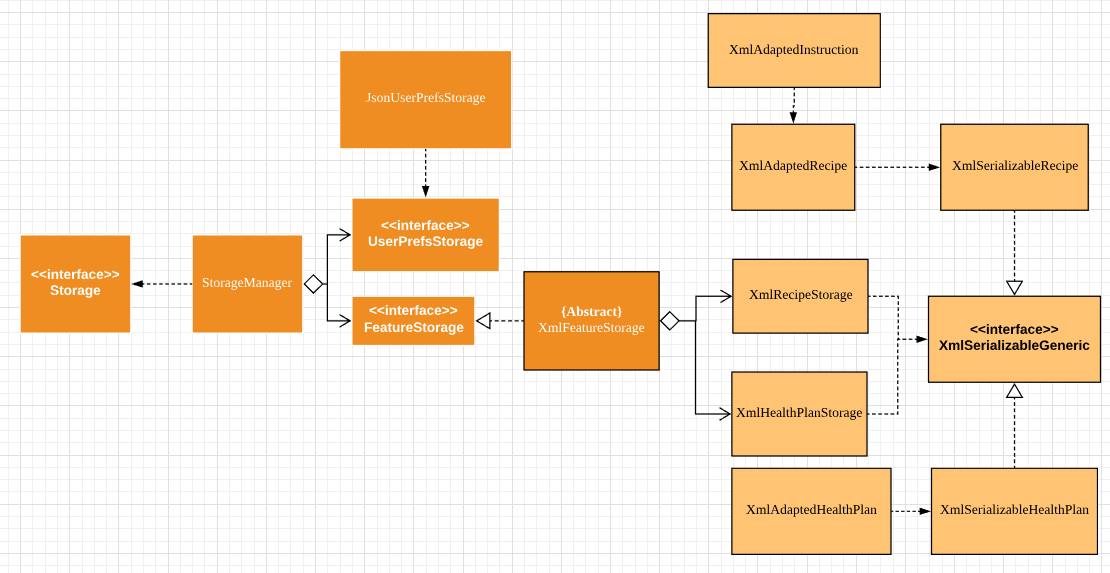 XmlAdaptedInstruction
JsonUserPrefsStorage
XmlAdaptedRecipe
XmlSerializableRecipe
<<interface>>
UserPrefsStorage
<<interface>>
Storage
StorageManager
<<interface>>
FeatureStorage
{Abstract}
XmlFeatureStorage
XmlRecipeStorage
<<interface>>
XmlSerializableGeneric
XmlHealthPlanStorage
XmlAdaptedHealthPlan
XmlSerializableHealthPlan